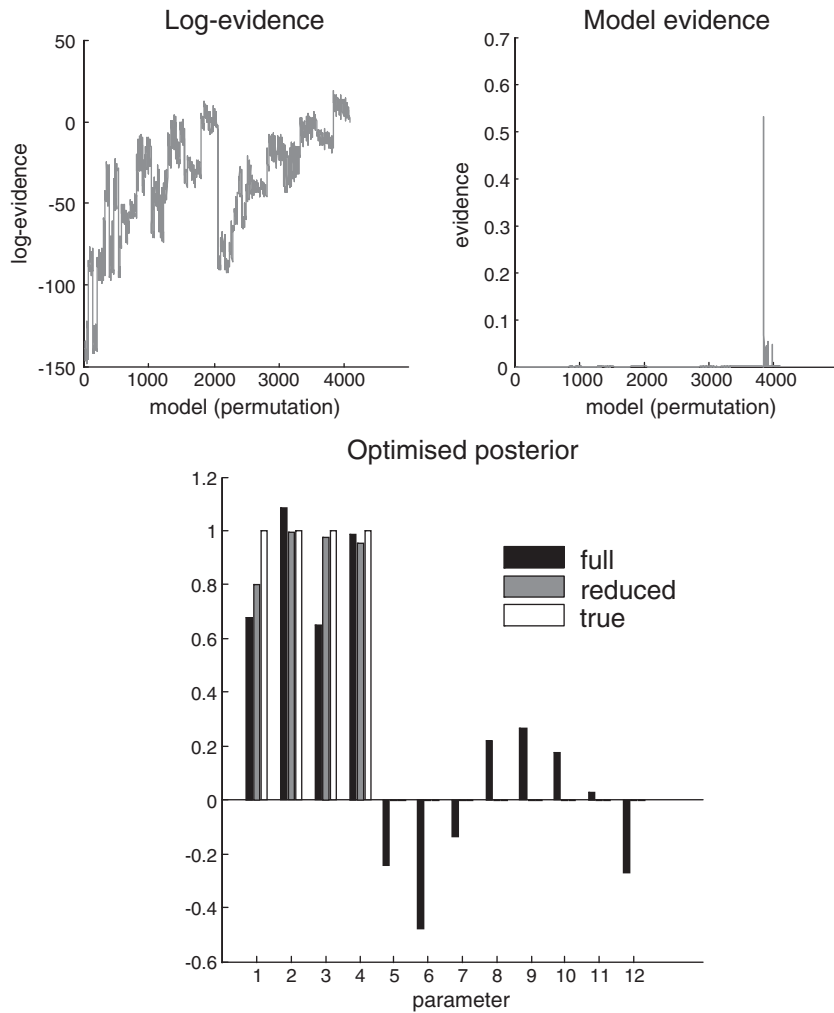 Log-evidence
50
0
-50
-100
-150
log-evidence
0 1000 2000 3000 4000
model (permutation)
Model evidence
0.7
0.6
0.5
0.4
0.3
0.2
0.1
0
evidence
0 1000 2000 3000 4000
model (permutation)
Optimised posterior
1.2
1
0.8
0.6
0.4
0.2
0
-0.2
-0.4
-0.6
full
reduced
true
1 2 3 4 5 6 7 8 9 10 11 12
parameter